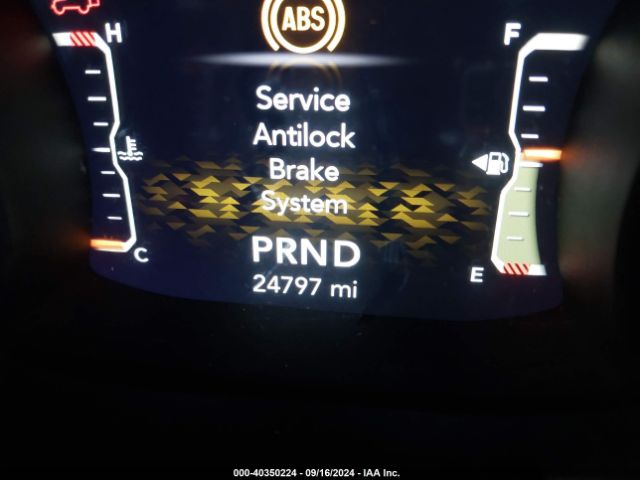 ABS
H
F
Service
Antilock
Brake
System
PRND
C
E
24797 mi
000-40350224 - 09/16/2024 - IAA Inc.